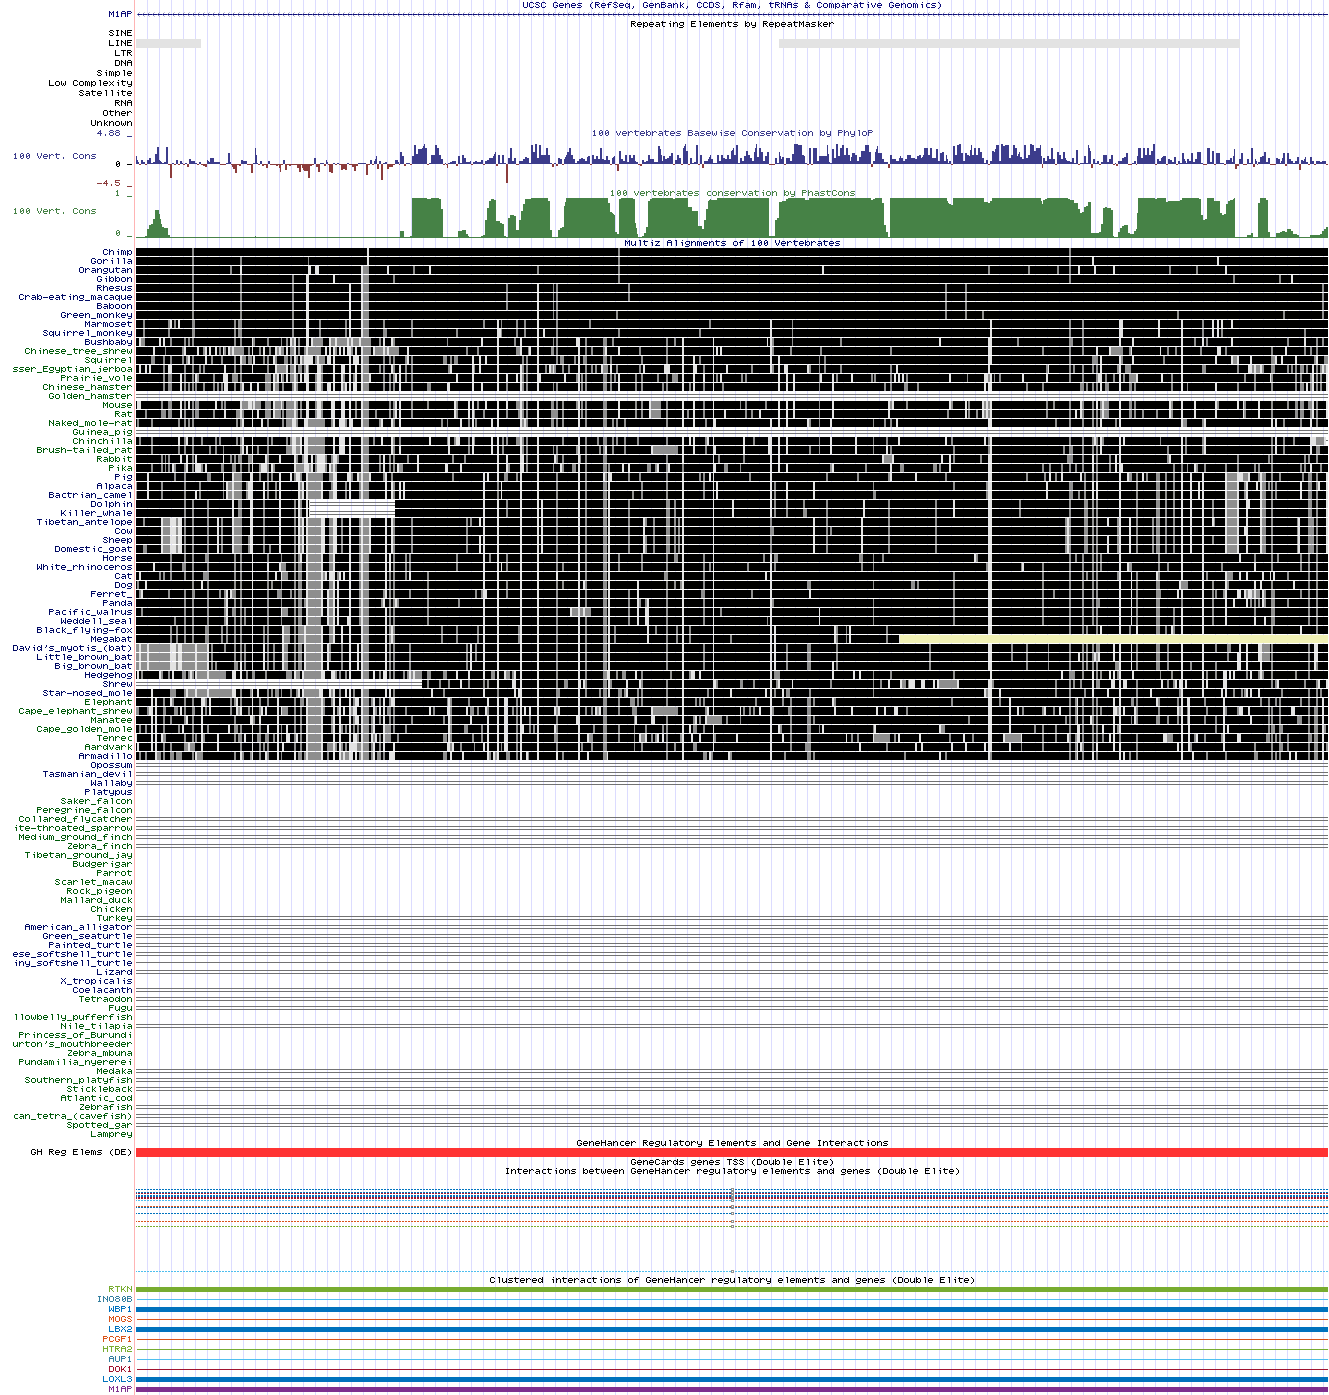 UCSC Genes (RefSeq, GenBank, CCDS, Rfam, tRNAs & Comparative Genomics)
M1AP
Repeating Elements by RepeatMasker
SINE
LINE
LTR
DNA
Simple
Low Complexity
Satellite
RNA
Other
Unknown
4.88 _
100 vertebrates Basewise Conservation by PhyloP
100 Vert. Cons
0 _
-4.5 _
1 _
100 vertebrates conservation by PhastCons
100 Vert. Cons
0 _
Multiz Alignments of 100 Vertebrates
Chimp
Gorilla
Orangutan
Gibbon
Rhesus
Crab-eating_macaque
Baboon
Green_monkey
Marmoset
Squirrel_monkey
Bushbaby
Chinese_tree_shrew
Squirrel
sser_Egyptian_jerboa
Prairie_vole
Chinese_hamster
Golden_hamster
Mouse
Rat
Naked_mole-rat
Guinea_pig
Chinchilla
Brush-tailed_rat
Rabbit
Pika
Pig
Alpaca
Bactrian_camel
Dolphin
Killer_whale
Tibetan_antelope
Cow
Sheep
Domestic_goat
Horse
White_rhinoceros
Cat
Dog
Ferret_
Panda
Pacific_walrus
Weddell_seal
Black_flying-fox
Megabat
David's_myotis_(bat)
Little_brown_bat
Big_brown_bat
Hedgehog
Shrew
Star-nosed_mole
Elephant
Cape_elephant_shrew
Manatee
Cape_golden_mole
Tenrec
Aardvark
Armadillo
Opossum
Tasmanian_devil
Wallaby
Platypus
Saker_falcon
Peregrine_falcon
Collared_flycatcher
ite-throated_sparrow
Medium_ground_finch
Zebra_finch
Tibetan_ground_jay
Budgerigar
Parrot
Scarlet_macaw
Rock_pigeon
Mallard_duck
Chicken
Turkey
American_alligator
Green_seaturtle
Painted_turtle
ese_softshell_turtle
iny_softshell_turtle
Lizard
X_tropicalis
Coelacanth
Tetraodon
Fugu
llowbelly_pufferfish
Nile_tilapia
Princess_of_Burundi
urton's_mouthbreeder
Zebra_mbuna
Pundamilia_nyererei
Medaka
Southern_platyfish
Stickleback
Atlantic_cod
Zebrafish
can_tetra_(cavefish)
Spotted_gar
Lamprey
GeneHancer Regulatory Elements and Gene Interactions
GH Reg Elems (DE)
GeneCards genes TSS (Double Elite)
Interactions between GeneHancer regulatory elements and genes (Double Elite)
Clustered interactions of GeneHancer regulatory elements and genes (Double Elite)
RTKN
INO80B
WBP1
MOGS
LBX2
PCGF1
HTRA2
AUP1
DOK1
LOXL3
M1AP